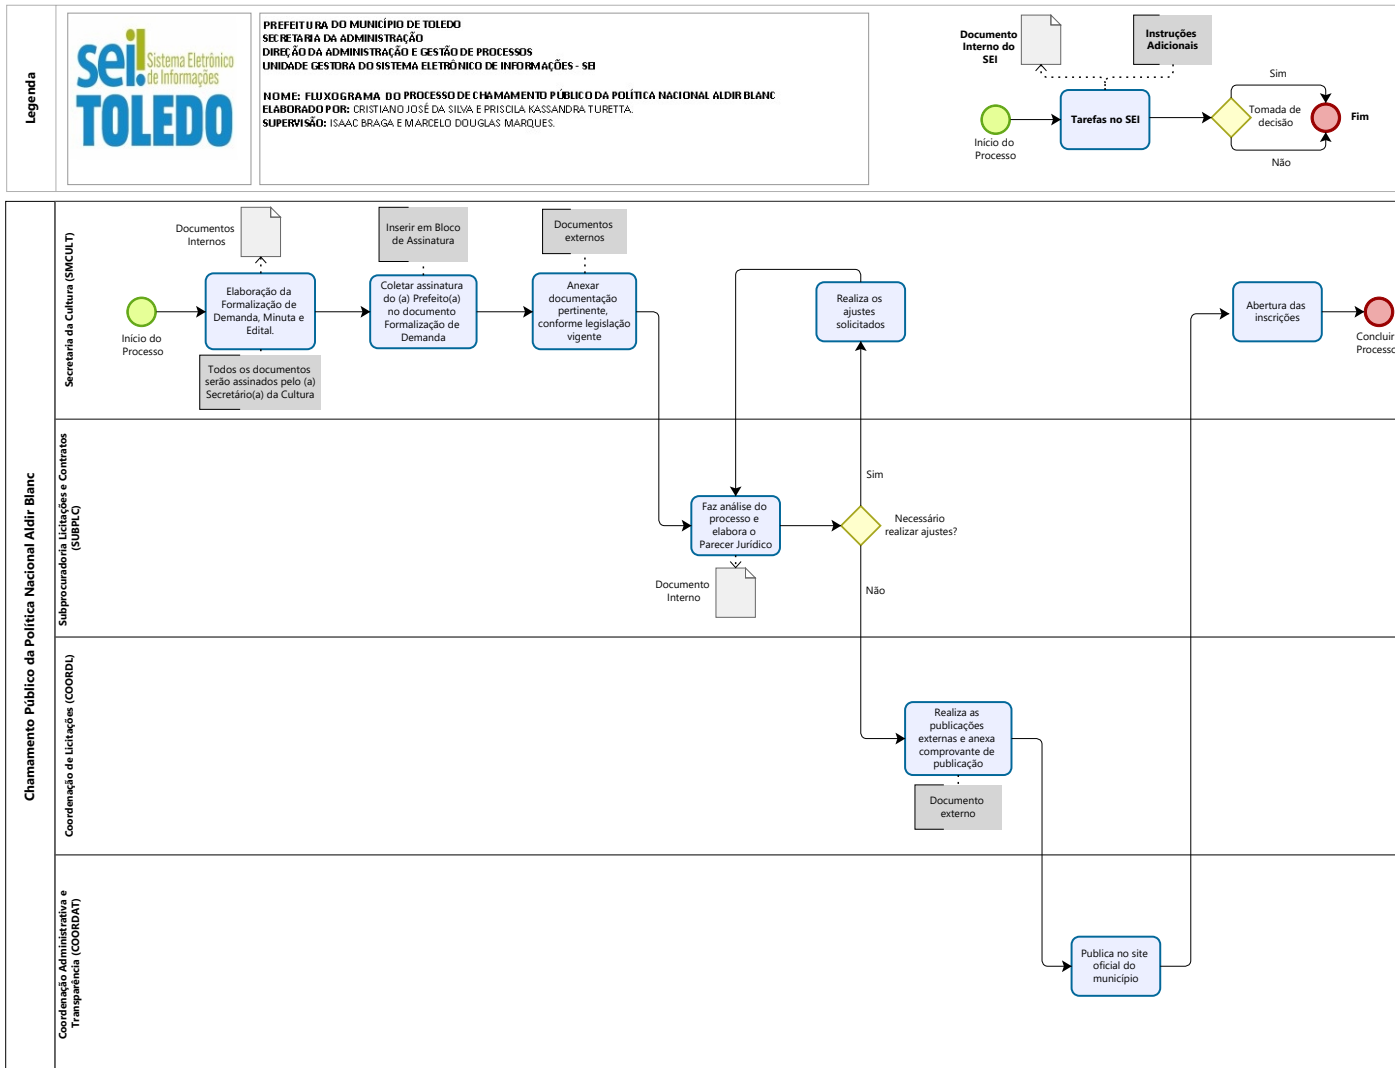 Legenda
sei! Sistema Eletrônico
de Informações
TOLEDO
PREFEITURA DO MUNICÍPIO DE TOLEDO
SECRETARIA DA ADMINISTRAÇÃO
DIREÇÃO DA ADMINISTRAÇÃO E GESTÃO DE PROCESSOS
UNIDADE GESTORA DO SISTEMA ELETRÔNICO DE INFORMAÇÕES - SEI
NOME: FLUXOGRAMA DO PROCESSO DE CHAMAMENTO PÚBLICO DA POLÍTICA NACIONAL ALDIR BLANC
ELABORADO POR: CRISTIANO JOSÉ DA SILVA E PRISCILA KASSANDRA TURETTA.
SUPERVISÃO: ISAAC BRAGA E MARCELO DOUGLAS MARQUES.
Documento
Interno do
SEI
Instruções
Adicionais
Início do
Processo
Tarefas no SEI
Sim
Tomada de
decisão
Não
Fim
Chamamento Público da Política Nacional Aldir Blanc
Secretaria da Cultura (SMCULT)
Documentos
Internos
Início do
Processo
Elaboração da
Formalização de
Demanda, Minuta e
Edital.
Todos os documentos
serão assinados pelo (a)
Secretário(a) da Cultura
Inserir em Bloco
de Assinatura
Coletar assinatura
do (a) Prefeito(a)
no documento
Formalização de
Demanda
Documentos
externos
Anexar
documentação
pertinente,
conforme legislação
vigente
Realiza os
ajustes
solicitados
Abertura das
inscrições
Concluir
Processo
Subprocuradoria Licitações e Contratos
(SUBPLC)
Faz análise do
processo e
elabora o
Parecer Jurídico
Documento
Interno
Sim
Necessário
realizar ajustes?
Não
Coordenação de Licitações (COORDL)
Realiza as
publicações
externas e anexa
comprovante de
publicação
Documento
externo
Coordenação Administrativa e
Transparência (COORDAT)
Publica no site
oficial do
município